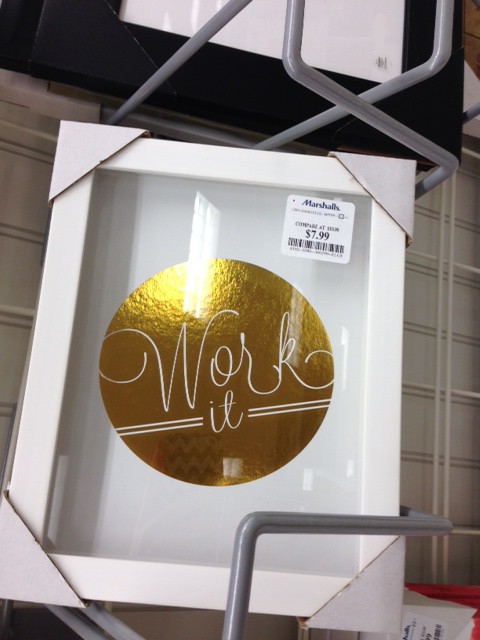 Marshalls.
COMPARE AT
$7.99
Work
it